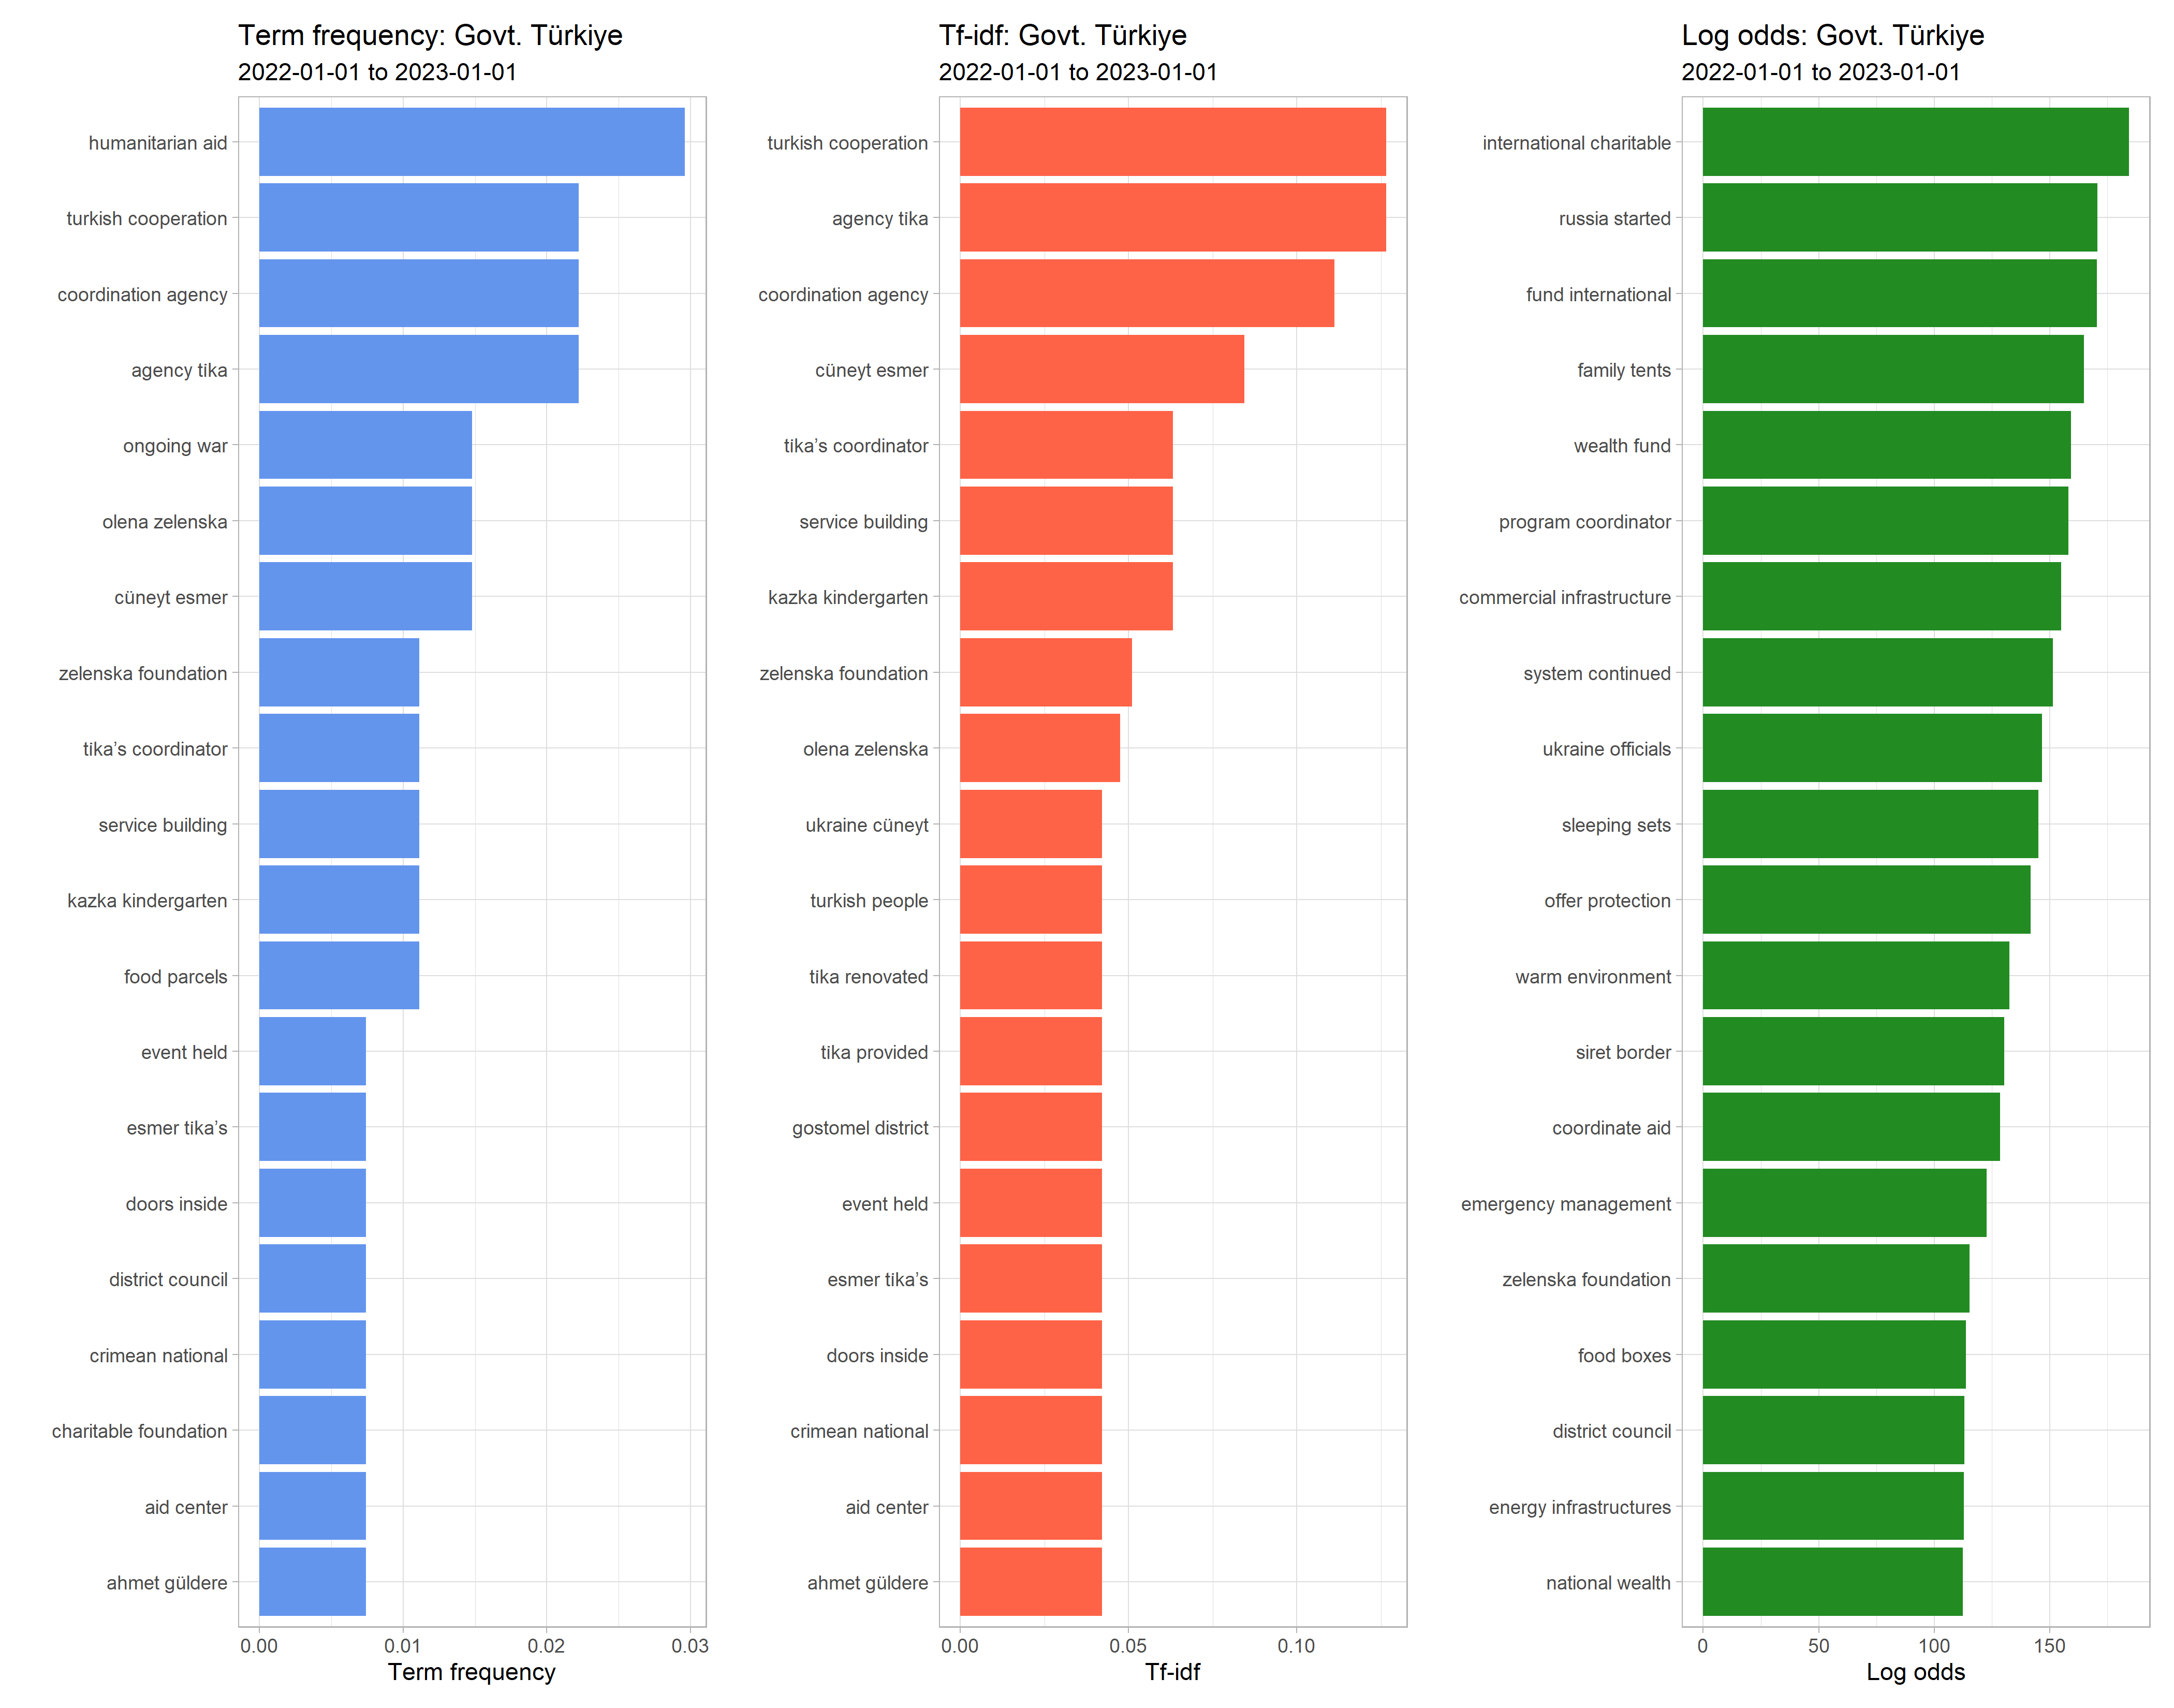 Term frequency: Govt. Türkiye
2022-01-01 to 2023-01-01
humanitarian aid
turkish cooperation
coordination agency
agency tika
ongoing war
olena zelenska
cüneyt esmer
zelenska foundation
tika’s coordinator
service building
kazka kindergarten
food parcels
event held
esmer tika’s
doors inside
district council
crimean national
charitable foundation
aid center
ahmet güldere
0.00 0.01 0.02 0.03
Term frequency
Tf-idf: Govt. Türkiye
2022-01-01 to 2023-01-01
turkish cooperation
agency tika
coordination agency
cüneyt esmer
tika’s coordinator
service building
kazka kindergarten
zelenska foundation
olena zelenska
ukraine cüneyt
turkish people
tika renovated
tika provided
gostomel district
event held
esmer tika’s
doors inside
crimean national
aid center
ahmet güldere
0.00 0.05 0.10
Tf-idf
Log odds: Govt. Türkiye
2022-01-01 to 2023-01-01
international charitable
russia started
fund international
family tents
wealth fund
program coordinator
commercial infrastructure
system continued
ukraine officials
sleeping sets
offer protection
warm environment
siret border
coordinate aid
emergency management
zelenska foundation
food boxes
district council
energy infrastructures
national wealth
0 50 100 150
Log odds